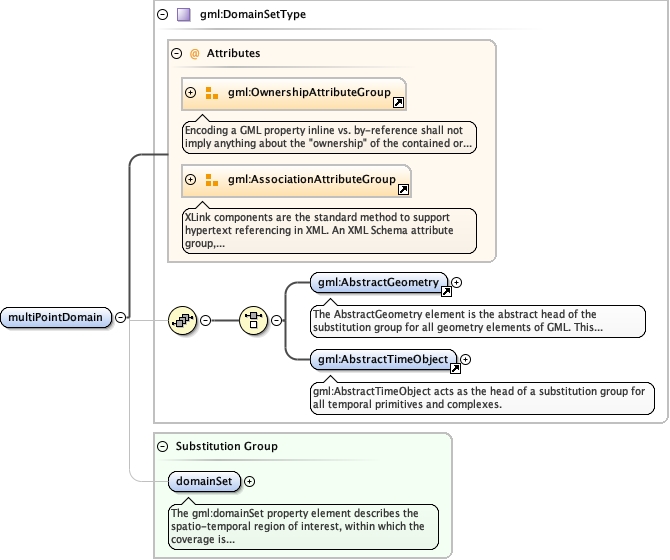 gml:DomainSetType
@ Attributes
gml:OwnershipAttributeGroup
Encoding a GML property inline vs. by-reference shall not
imply anything about the "ownership" of the contained or...
gml:AssociationAttributeGroup
XLink components are the standard method to support
hypertext referencing in XML. An XML Schema attribute
group,...
multiPointDomain
gml:AbstractGeometry
The AbstractGeometry element is the abstract head of the
substitution group for all geometry elements of GML. This...
gml:AbstractTimeObject
gml:AbstractTimeObject acts as the head of a substitution group for
all temporal primitives and complexes.
Substitution Group
domainSet
The gml:domainSet property element describes the
spatio-temporal region of interest, within which the
coverage is...